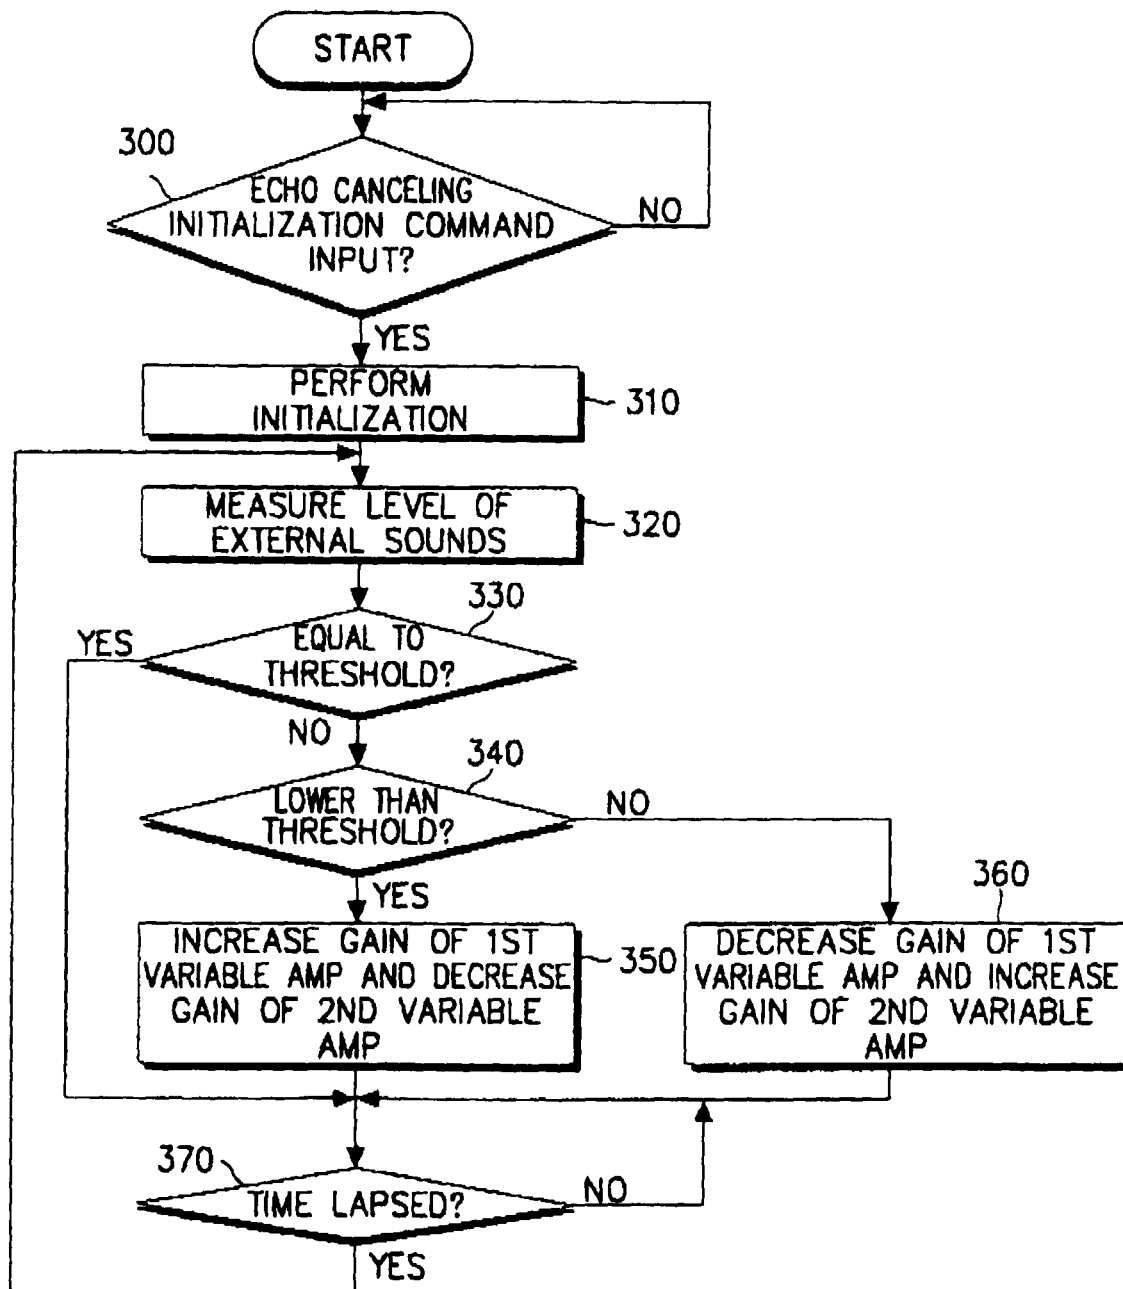 START
300
ECHO CANCELING
INITIALIZATION COMMAND
INPUT?
NO
YES
PERFORM
INITIALIZATION
310
MEASURE LEVEL OF
EXTERNAL SOUNDS
320
330
EQUAL TO
THRESHOLD?
YES
NO
340
LOWER THAN
THRESHOLD?
NO
YES
360
INCREASE GAIN OF 1ST
VARIABLE AMP AND DECREASE
GAIN OF 2ND VARIABLE
AMP
350
DECREASE GAIN OF 1ST
VARIABLE AMP AND INCREASE
GAIN OF 2ND VARIABLE
AMP
370
TIME LAPSED?
NO
YES